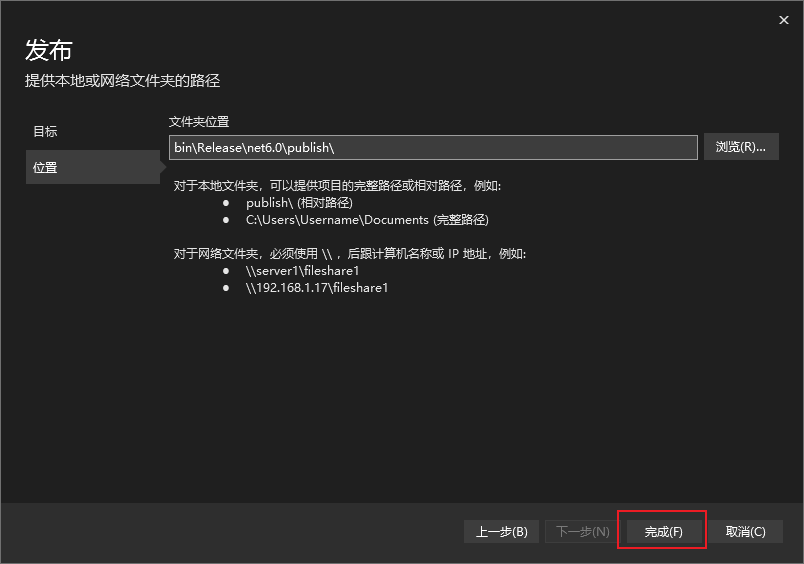 发布
提供本地或网络文件夹的路径
目标
位置
文件夹位置
bin\Release\net6.0\publish\
浏览(R)...
对于本地文件夹，可以提供项目的完整路径或相对路径，例如:
● publish\ (相对路径)
● C:\Users\Username\Documents (完整路径)
对于网络文件夹，必须使用 \\ ，后跟计算机名称或 IP 地址，例如:
● \\server1\fileshare1
● \\192.168.1.17\fileshare1
上一步(B) 下一步(N) 完成(F) 取消(C)